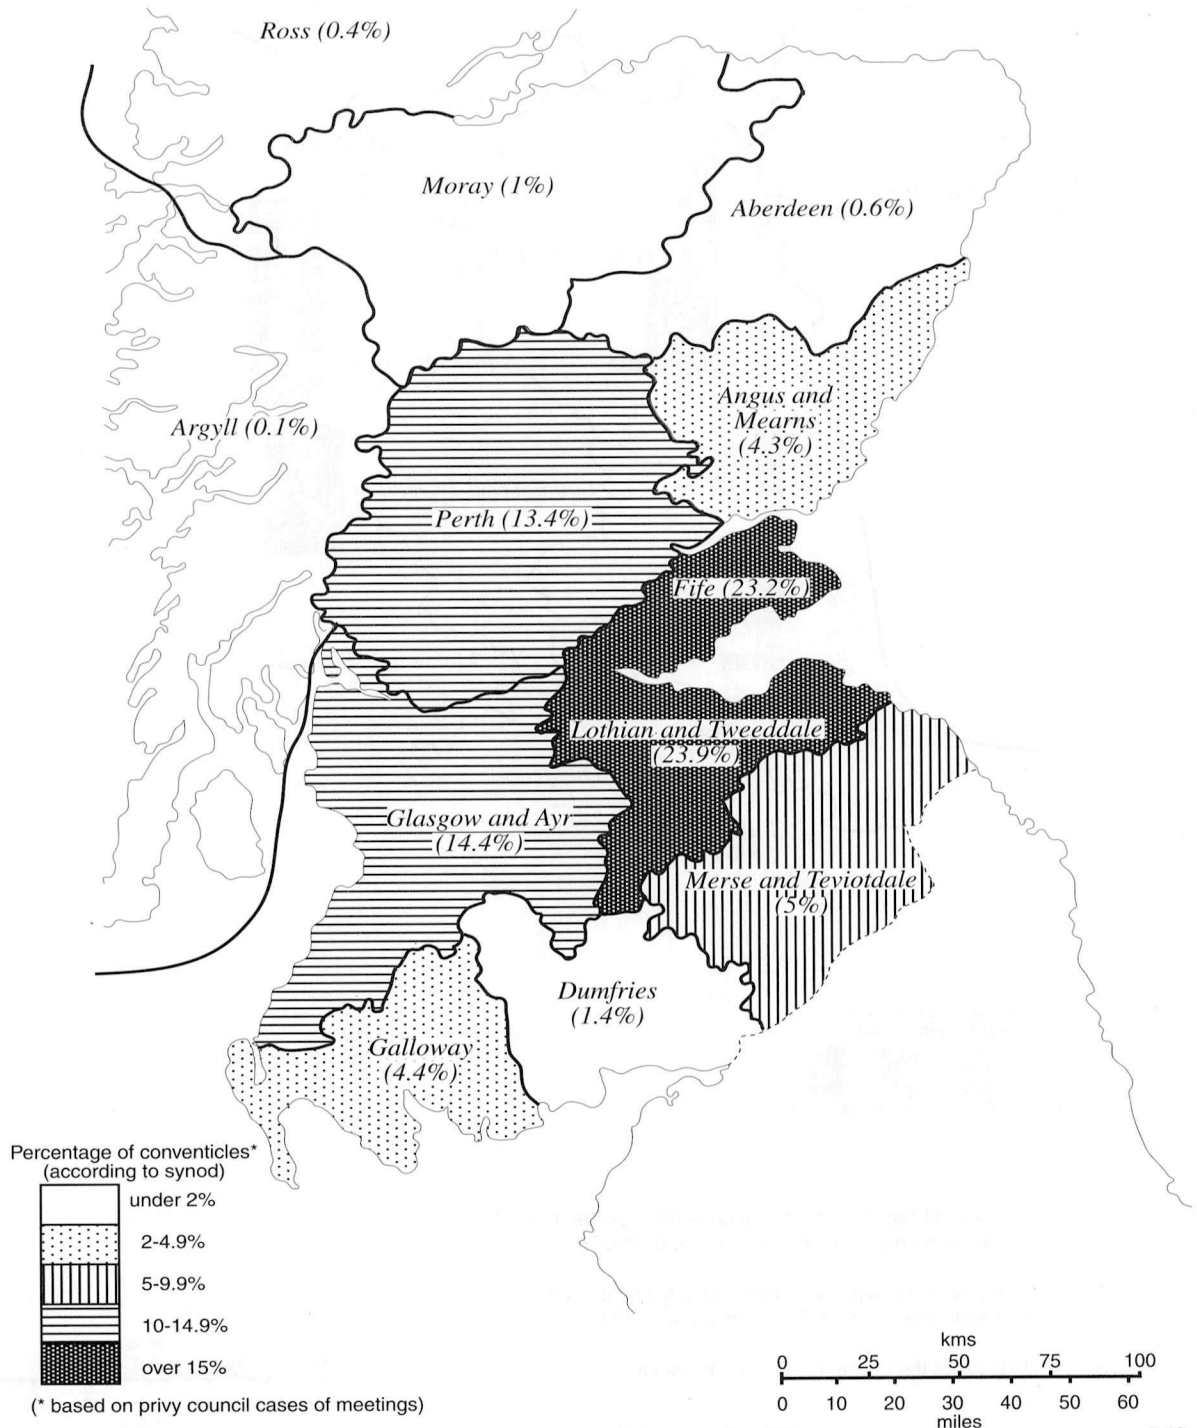 Ross (0.4%)
Moray (1%)
Aberdeen (0.6%)
Angus and
Mearns
(4.3%)
Argyll (0.1%)
Perth (13.4%)
Fife (23.2%)
Lothian and Tweeddale
(23.9%)
Glasgow and Ayr
(14.4%)
Merse and Teviotdale
(5%)
Dumfries
(1.4%)
Galloway
(4.4%)
Percentage of conventicles*
(according to synod)
under 2%
2-4.9%
5-9.9%
10-14.9%
over 15%
(* based on privy council cases of meetings)
kms
0 25 50 75 100
0 10 20 30 40 50 60
miles